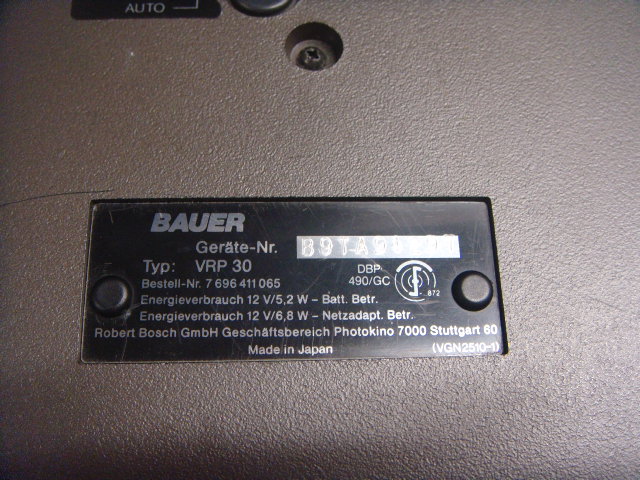 AUTO
BAUER
Geräte-Nr.
Typ: VRP 30
DBP
490/GC
872
Bestell-Nr. 7 696 411 065
Energieverbrauch 12 V/5,2 W – Batt. Betr.
Energieverbrauch 12 V/6,8 W – Netzadapt. Betr.
Robert Bosch GmbH Geschäftsbereich Photokino 7000 Stuttgart 60
Made in Japan
(VGN2510-1)